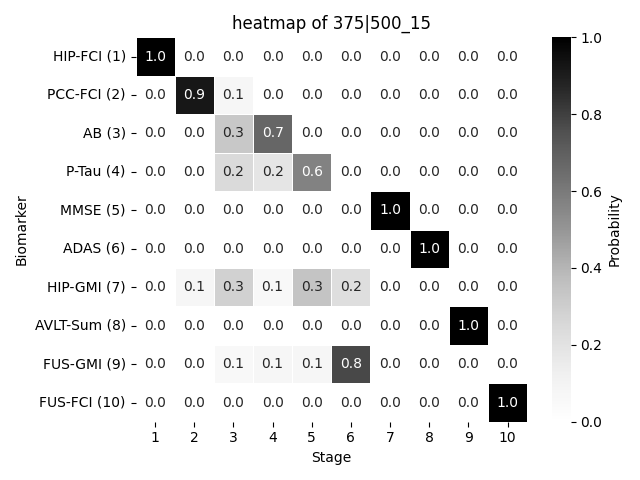 heatmap of 375|500_15
HIP-FCI (1) 1.0 0.0 0.0 0.0 0.0 0.0 0.0 0.0 0.0 0.0
PCC-FCI (2) 0.0 0.9 0.1 0.0 0.0 0.0 0.0 0.0 0.0 0.0
AB (3) 0.0 0.0 0.3 0.7 0.0 0.0 0.0 0.0 0.0 0.0
P-Tau (4) 0.0 0.0 0.2 0.2 0.6 0.0 0.0 0.0 0.0 0.0
MMSE (5) 0.0 0.0 0.0 0.0 0.0 0.0 1.0 0.0 0.0 0.0
ADAS (6) 0.0 0.0 0.0 0.0 0.0 0.0 0.0 1.0 0.0 0.0
HIP-GMI (7) 0.0 0.1 0.3 0.1 0.3 0.2 0.0 0.0 0.0 0.0
AVLT-Sum (8) 0.0 0.0 0.0 0.0 0.0 0.0 0.0 0.0 1.0 0.0
FUS-GMI (9) 0.0 0.0 0.1 0.1 0.1 0.8 0.0 0.0 0.0 0.0
FUS-FCI (10) 0.0 0.0 0.0 0.0 0.0 0.0 0.0 0.0 0.0 1.0
1 2 3 4 5 6 7 8 9 10
Stage
Biomarker
1.0
0.8
0.6
0.4
0.2
0.0
Probability